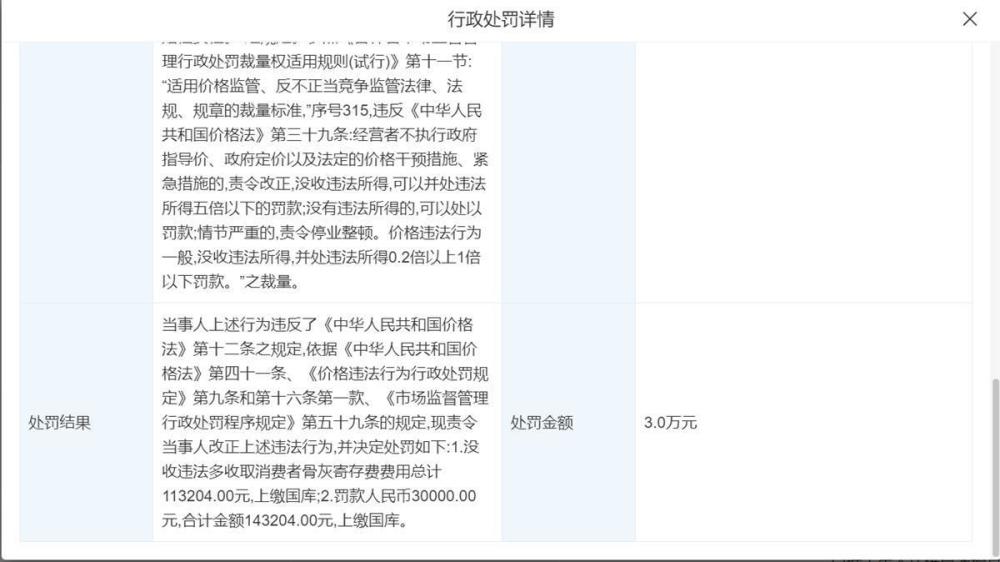 行政处罚详情
理行政处罚裁量权适用规则(试行)》第十一节:
“适用价格监管、反不正当竞争监管法律、法
规、规章的裁量标准,”序号315,违反《中华人民
共和国价格法》第三十九条:经营者不执行政府
指导价、政府定价以及法定的价格干预措施、紧
急措施的,责令改正,没收违法所得,可以并处违法
所得五倍以下的罚款;没有违法所得的,可以处以
罚款;情节严重的,责令停业整顿。价格违法行为
一般,没收违法所得,并处违法所得0.2倍以上1倍
以下罚款。”之裁量。
处罚结果
当事人上述行为违反了《中华人民共和国价格
法》第十二条之规定,依据《中华人民共和国价
格法》第四十一条、《价格违法行为行政处罚规
定》第九条和第十六条第一款、《市场监督管理
行政处罚程序规定》第五十九条的规定,现责令
当事人改正上述违法行为,并决定处罚如下:1.没
收违法多收取消费者骨灰寄存费费用总计
113204.00元,上缴国库;2.罚款人民币30000.00
元,合计金额143204.00元,上缴国库。
处罚金额
3.0万元